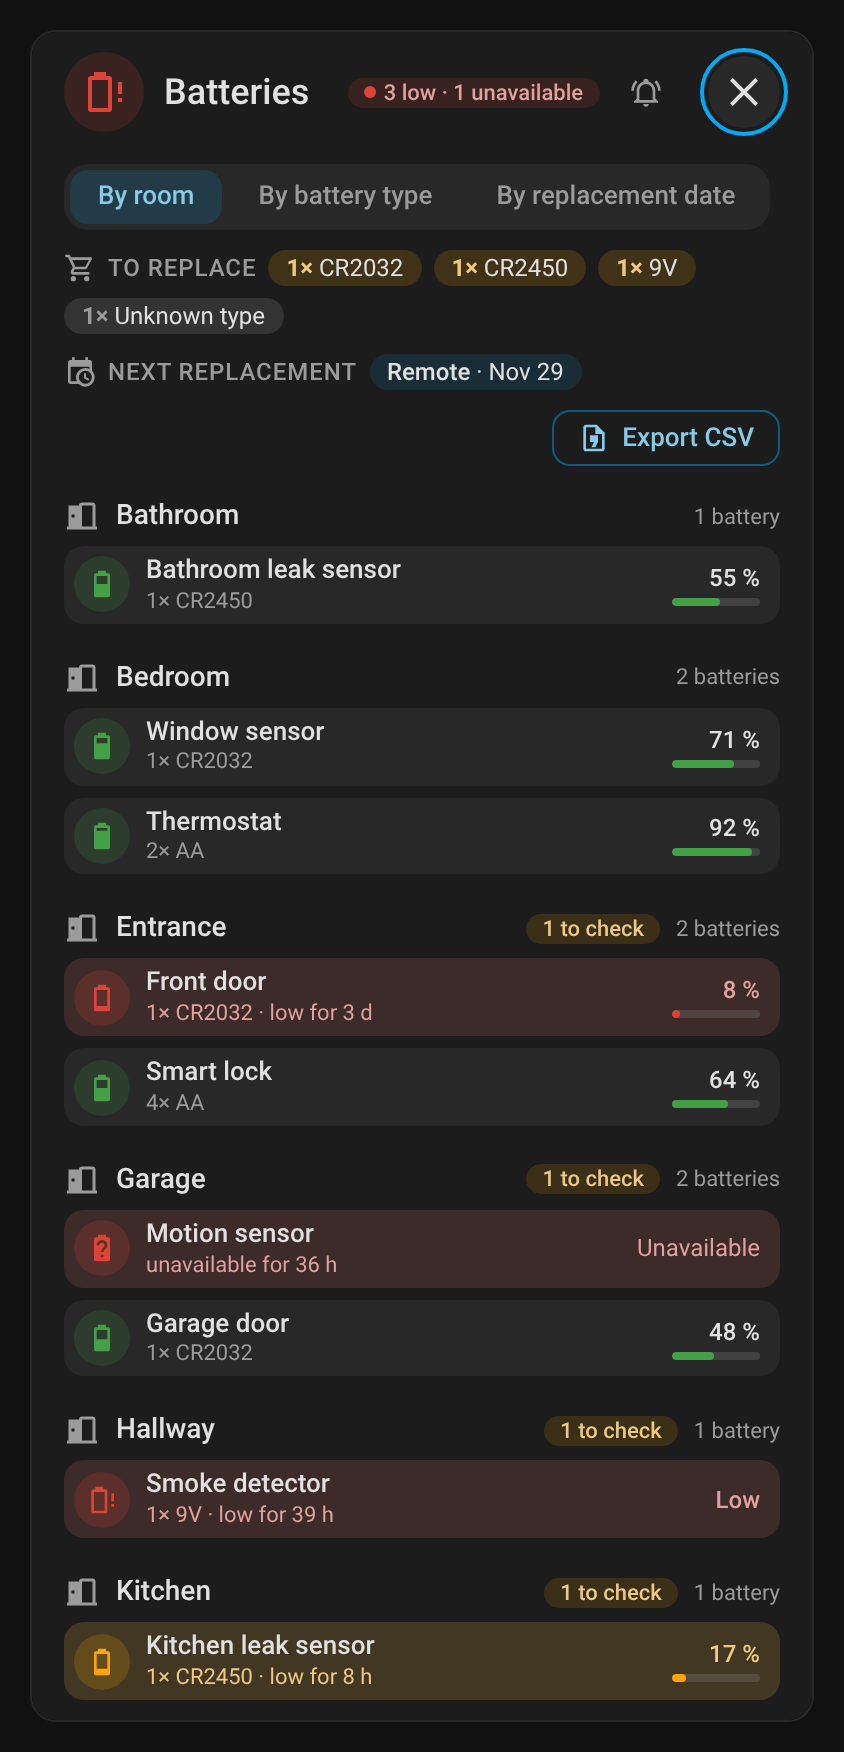 Batteries
3 low · 1 unavailable
By room
By battery type
By replacement date
TO REPLACE
1× CR2032
1× CR2450
1× 9V
1× Unknown type
NEXT REPLACEMENT
Remote · Nov 29
Export CSV
Bathroom
1 battery
Bathroom leak sensor
55 %
1× CR2450
Bedroom
2 batteries
Window sensor
71 %
1× CR2032
Thermostat
92 %
2× AA
Entrance
1 to check
2 batteries
Front door
8 %
1× CR2032 · low for 3 d
Smart lock
64 %
4× AA
Garage
1 to check
2 batteries
Motion sensor
Unavailable
unavailable for 36 h
Garage door
48 %
1× CR2032
Hallway
1 to check
1 battery
Smoke detector
Low
1× 9V · low for 39 h
Kitchen
1 to check
1 battery
Kitchen leak sensor
17 %
1× CR2450 · low for 8 h